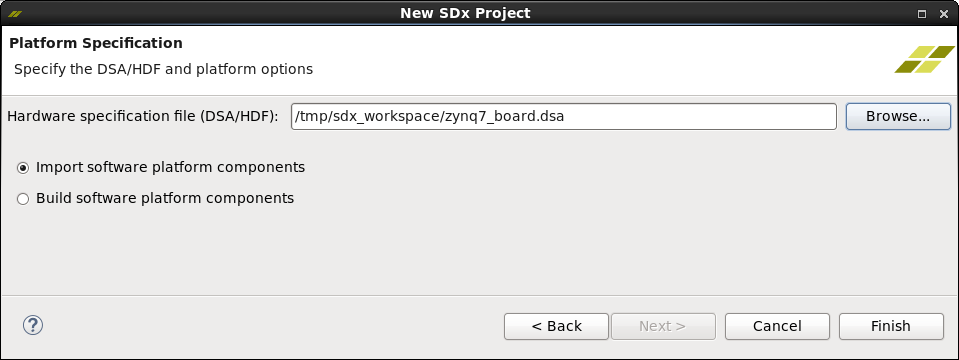 New SDx Project
Platform Specification
Specify the DSA/HDF and platform options
Hardware specification file (DSA/HDF): /tmp/sdx_workspace/zynq7_board.dsa Browse...
Import software platform components
Build software platform components
? < Back Next > Cancel Finish